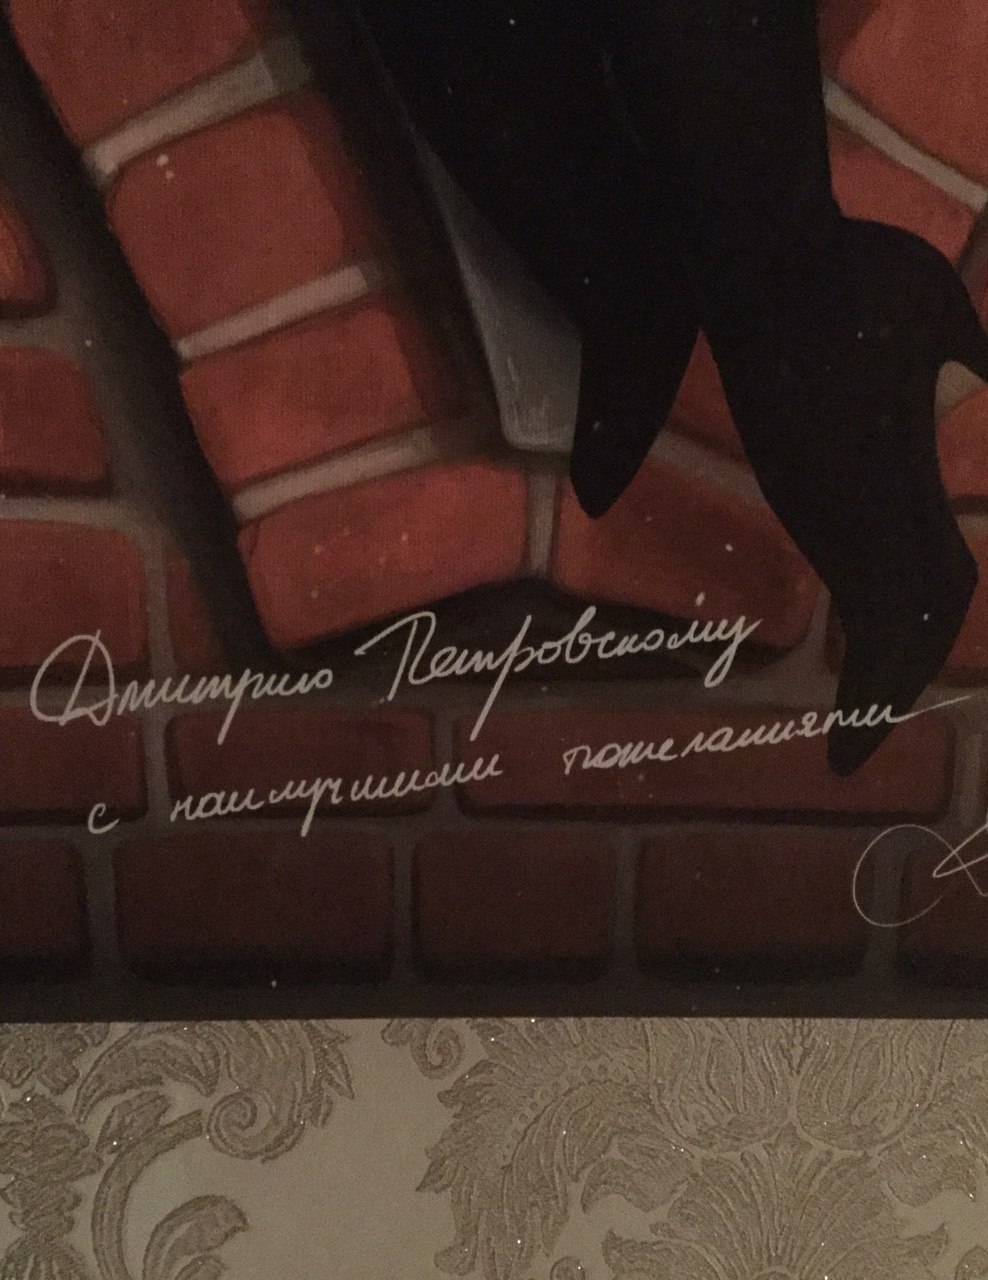 Дмитрию Петровскому
с наилучшими пожеланиями